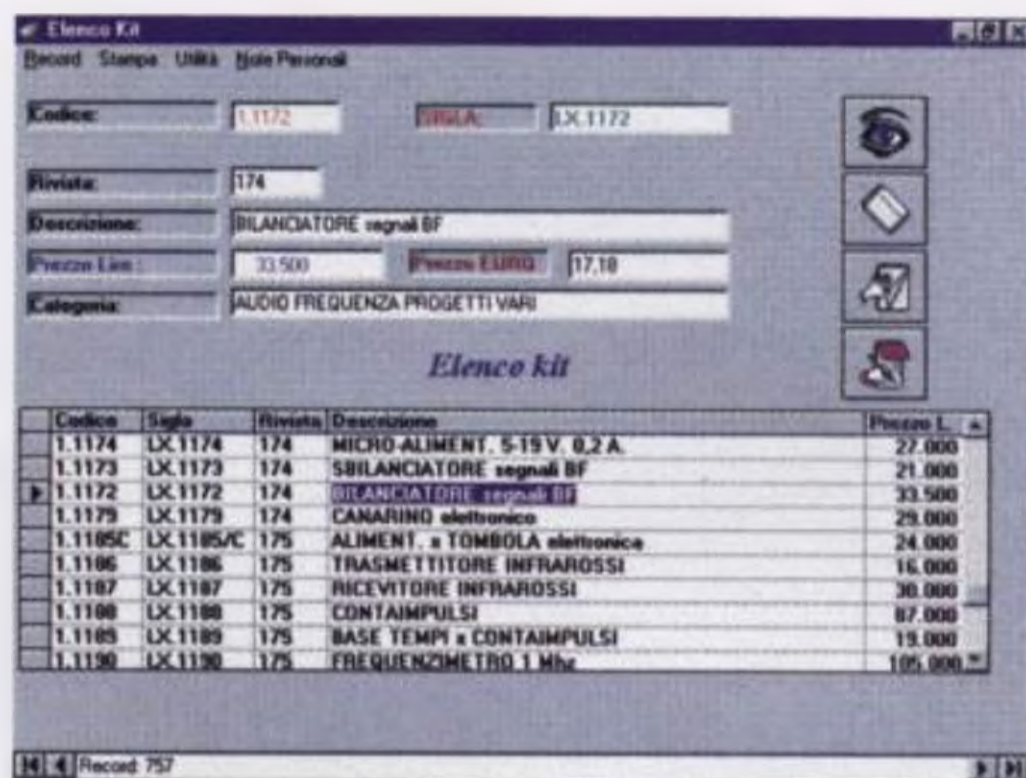 Elenco Kit
Record Stampa Utilità Note Personali
Codice: 1.1172 SIGLA: LX.1172
Rivista: 174
Descrizione: BILANCIATORE segnali BF
Prezzo Lire : 33.500 Prezzo EURO 17,18
Categoria: AUDIO FREQUENZA PROGETTI VARI
Elenco kit
Codice Sigla Rivista Descrizione Prezzo L.
1.1174 LX.1174 174 MICRO-ALIMENT. 5-19 V. 0,2 A. 27.000
1.1173 LX.1173 174 SBILANCIATORE segnali BF 21.000
1.1172 LX.1172 174 BILANCIATORE segnali BF 33.500
1.1179 LX.1179 174 CANARINO elettronico 29.000
1.1185C LX.1185/C 175 ALIMENT. x TOMBOLA elettronica 24.000
1.1186 LX.1186 175 TRASMETTITORE INFRAROSSI 16.000
1.1187 LX.1187 175 RICEVITORE INFRAROSSI 30.000
1.1188 LX.1188 175 CONTAIMPULSI 87.000
1.1189 LX.1189 175 BASE TEMPI x CONTAIMPULSI 19.000
1.1190 LX.1190 175 FREQUENZIMETRO 1 Mhz 105.000
Record: 757